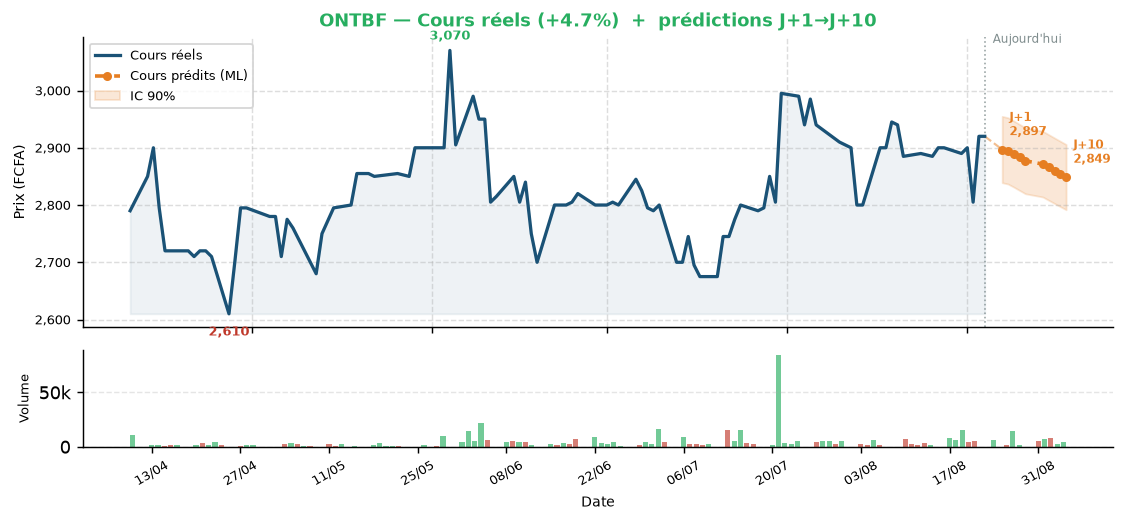 ONTBF — Cours réels (+4.7%)  +  prédictions J+1→J+10
3,070
Aujourd'hui
Cours réels
Cours prédits (ML)
IC 90%
Prix (FCFA)
3,000
2,900
2,800
2,700
2,600
J+1
2,897
J+10
2,849
2,610
Volume
50k
0
13/04
27/04
11/05
25/05
08/06
22/06
06/07
20/07
03/08
17/08
31/08
Date